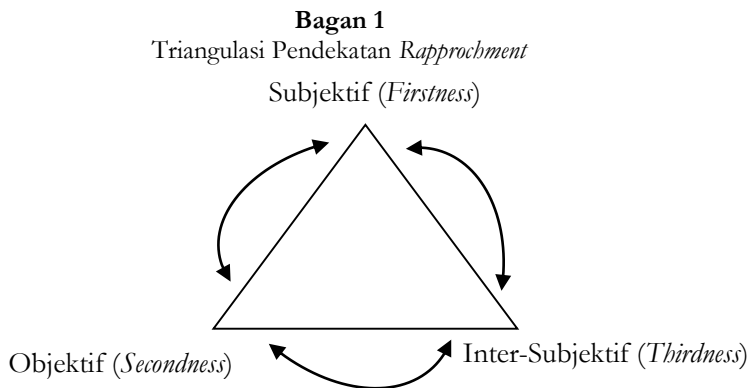 Bagan 1
Triangulasi Pendekatan Rapprochment
Subjektif (Firstness)
Objektif (Secondness)
Inter-Subjektif (Thirdness)